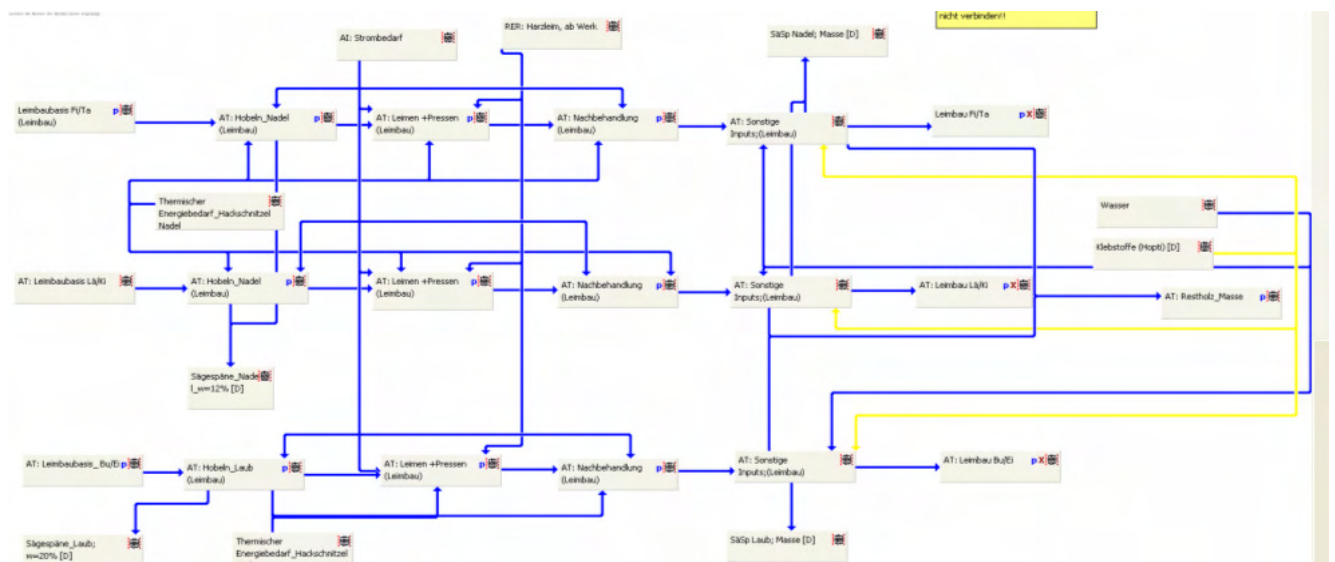 nicht verbinden!!
RER: Harzleim, ab Werk
AI: Strombedarf
SäSp Nadel; Masse [D]
Leimbaubasis Fi/Ta
(Leimbau)
p
AT: Hobeln_Nadel
(Leimbau)
p
AT: Leimen +Pressen
(Leimbau)
p
AT: Nachbehandlung
(Leimbau)
p
AT: Sonstige
Inputs;(Leimbau)
Leimbau Fi/Ta
p X
Thermischer
Energiebedarf_Hackschnitzel
Nadel
Wasser
Klebstoffe (Hopti) [D]
AT: Leimbaubasis Lä/Ki
AT: Hobeln_Nadel
(Leimbau)
p
AT: Leimen +Pressen
(Leimbau)
p
AT: Nachbehandlung
(Leimbau)
p
AT: Sonstige
Inputs;(Leimbau)
AT: Leimbau Lä/Ki
p X
AT: Restholz_Masse
p
Sägespäne_Nade
l_w=12% [D]
AT: Leimbaubasis_ Bu/Ei
p
AT: Hobeln_Laub
(Leimbau)
p
AT: Leimen +Pressen
(Leimbau)
p
AT: Nachbehandlung
(Leimbau)
p
AT: Sonstige
Inputs;(Leimbau)
AT: Leimbau Bu/Ei
p X
Sägespäne_Laub;
w=20% [D]
Thermischer
Energiebedarf_Hackschnitzel
SäSp Laub; Masse [D]